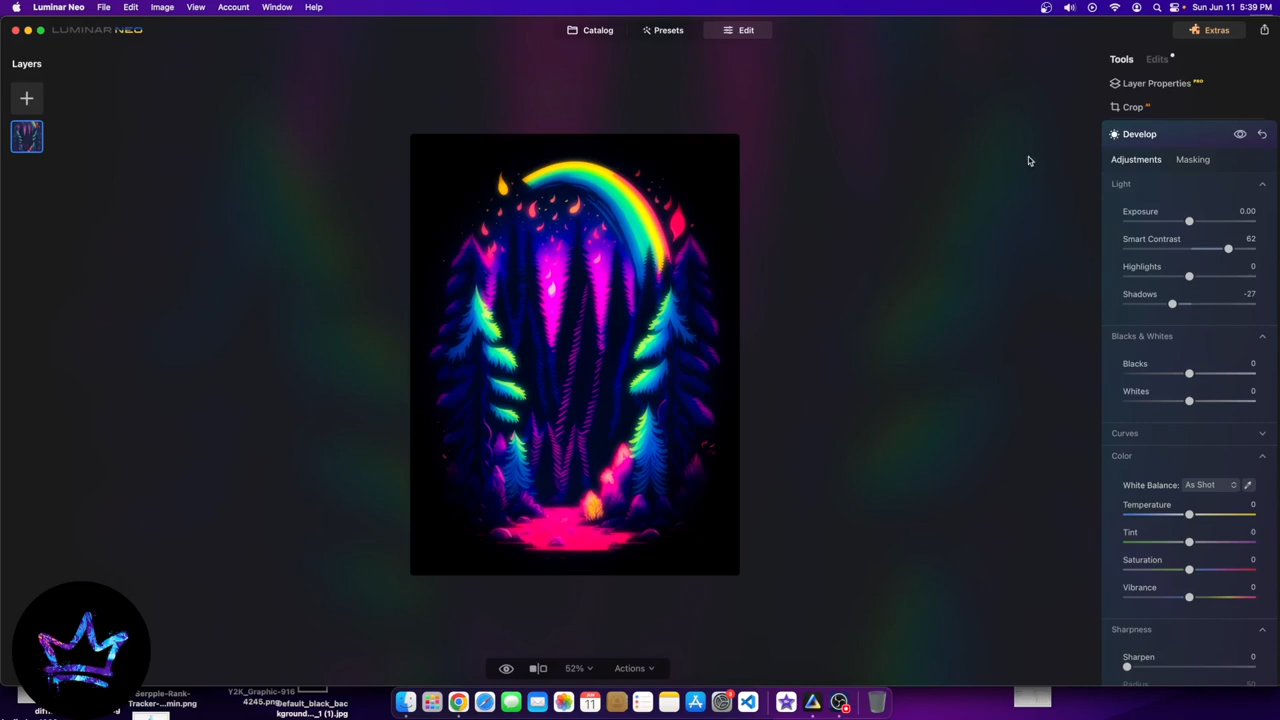 Luminar Neo File Edit Image View Account Window Help Sun Jun 11 5:39 PM
LUMINAR NEO Catalog Presets Edit Extras
Layers
Tools Edits
Layer Properties PRO
Crop AI
Develop
Adjustments Masking
Light
Exposure 0.00
Smart Contrast 62
Highlights 0
Shadows -27
Blacks & Whites
Blacks 0
Whites 0
Curves
Color
White Balance: As Shot
Temperature 0
Tint 0
Saturation 0
Vibrance 0
Sharpness
Sharpen 0
52% Actions
Serpple-Rank-
Tracker-...min.png
Y2K_Graphic-916
4245.png
Default_black_bac
kground..._1 (1).jpg